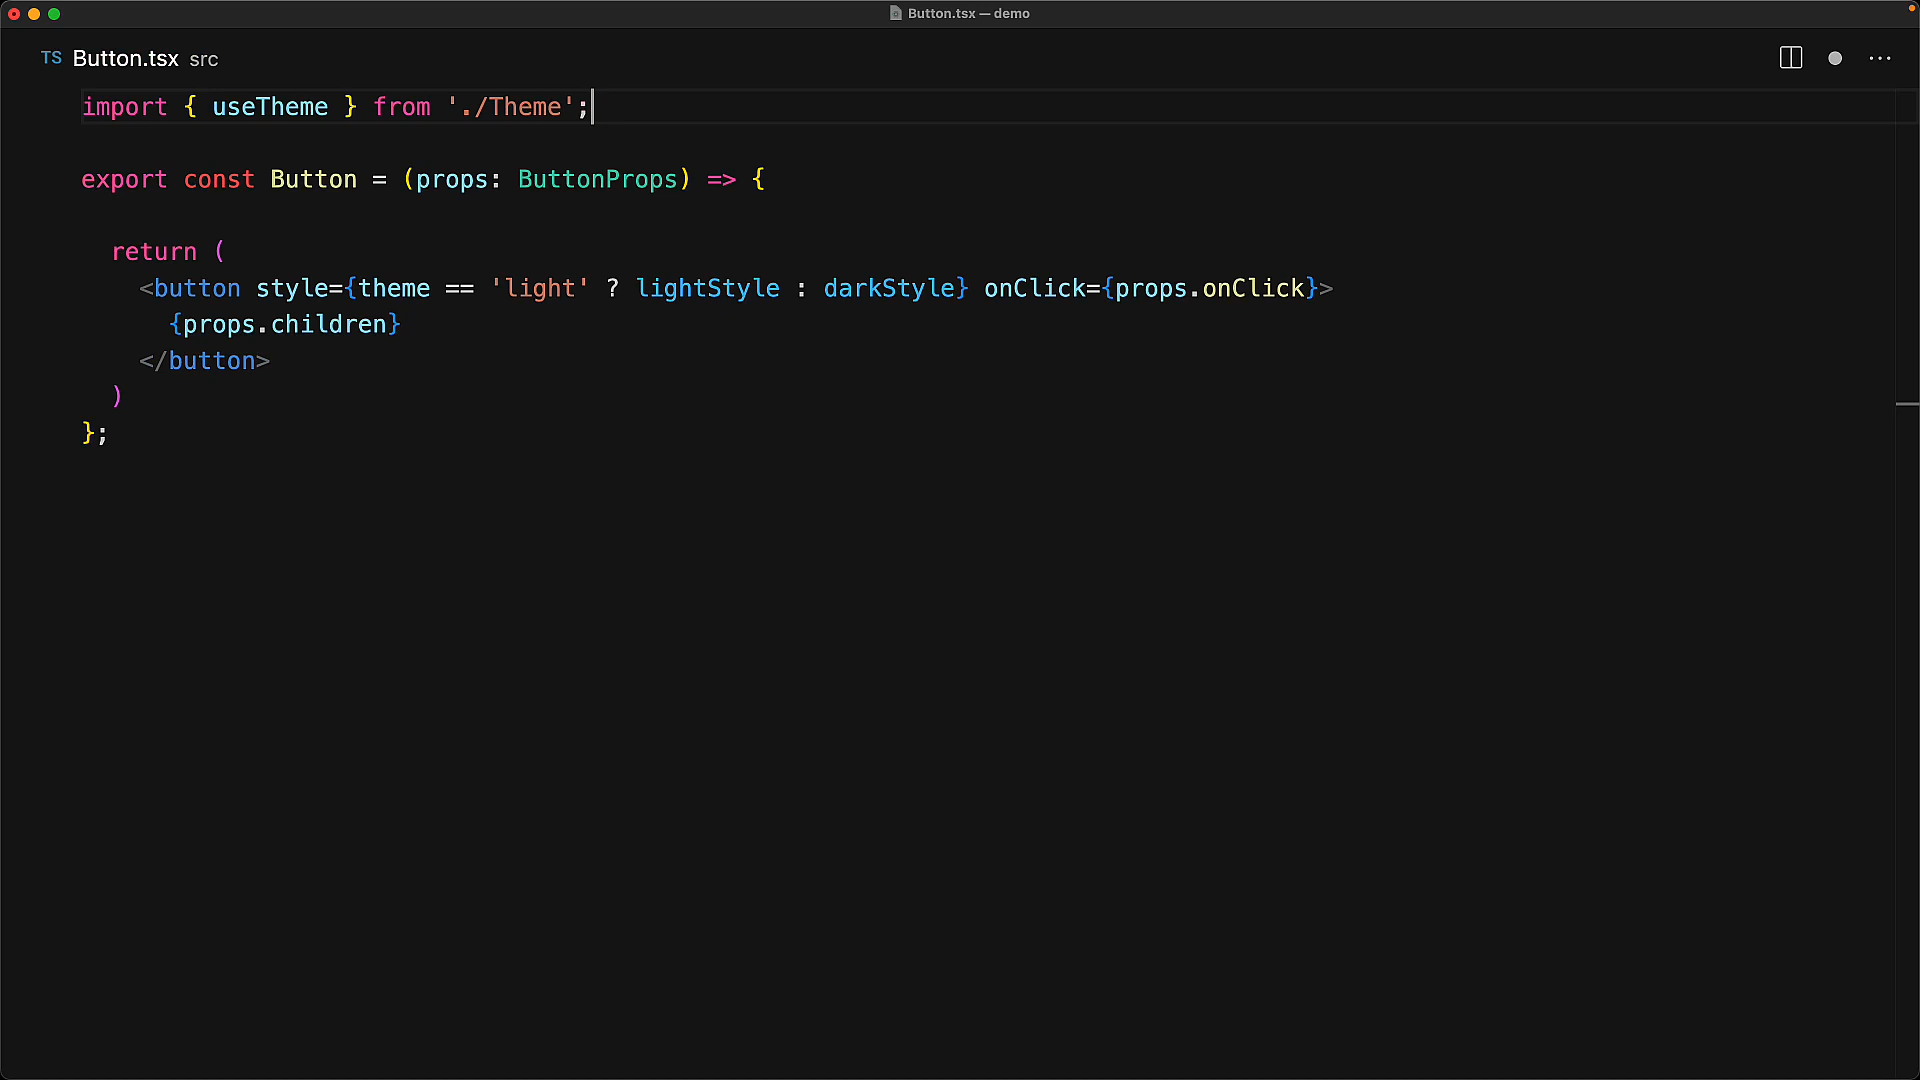 Button.tsx — demo
TS Button.tsx src
import { useTheme } from './Theme';
export const Button = (props: ButtonProps) => {
return (
<button style={theme == 'light' ? lightStyle : darkStyle} onClick={props.onClick}>
{props.children}
</button>
)
};